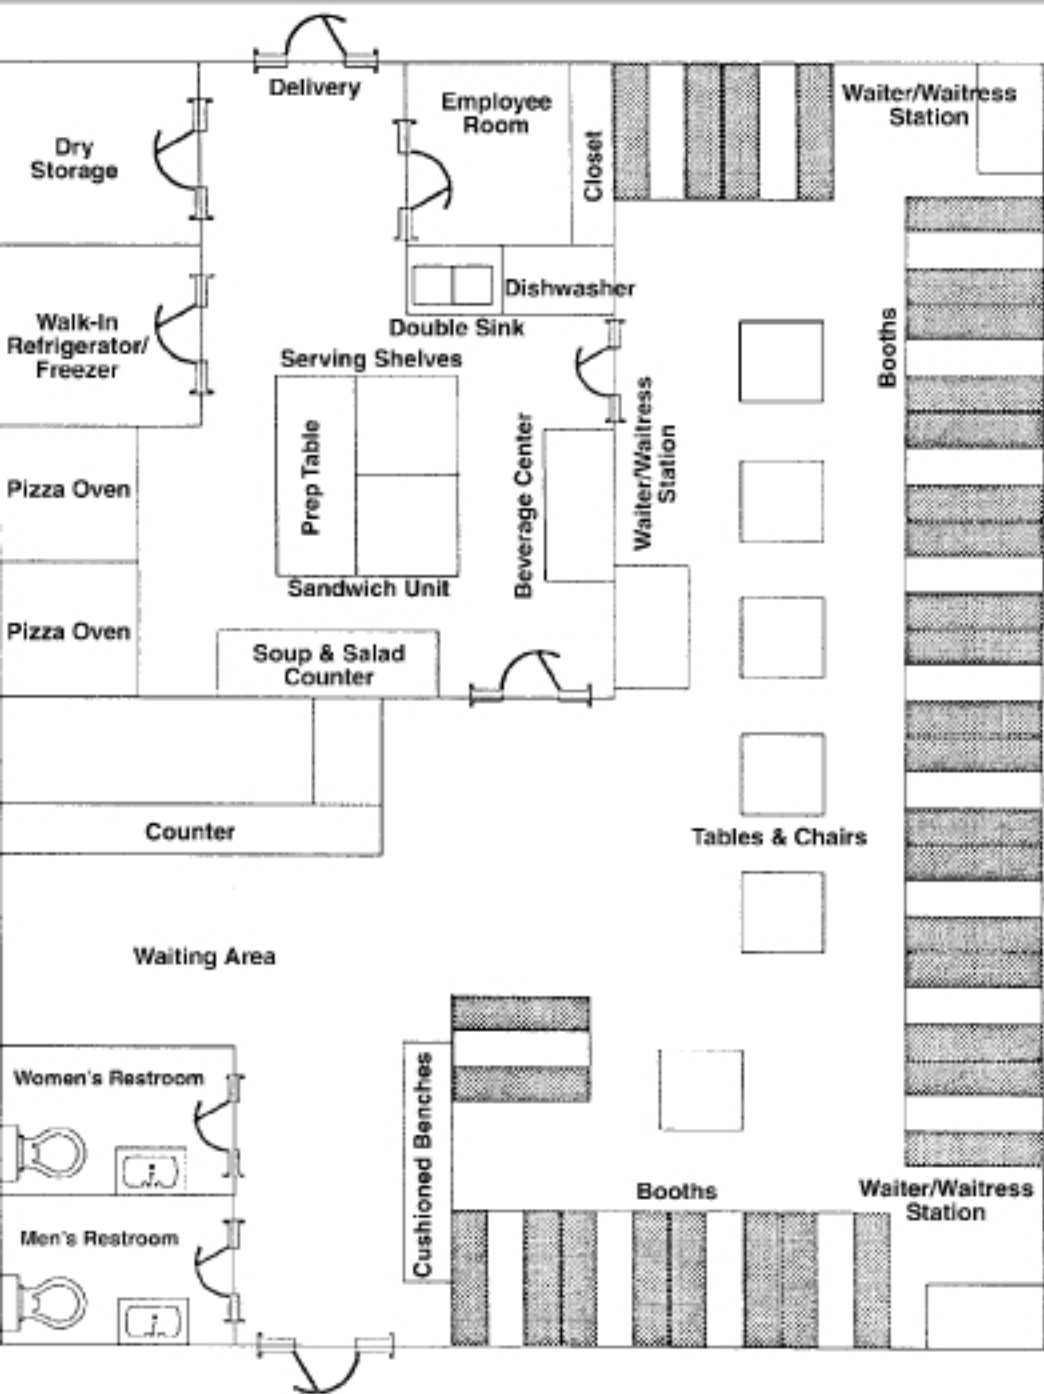 Delivery
Employee
Room
Closet
Waiter/Waitress
Station
Dry
Storage
Dishwasher
Double Sink
Walk-In
Refrigerator/
Freezer
Serving Shelves
Prep Table
Sandwich Unit
Beverage Center
Waiter/Waitress
Station
Booths
Pizza Oven
Pizza Oven
Soup & Salad
Counter
Counter
Tables & Chairs
Waiting Area
Women's Restroom
Cushioned Benches
Booths
Waiter/Waitress
Station
Men's Restroom